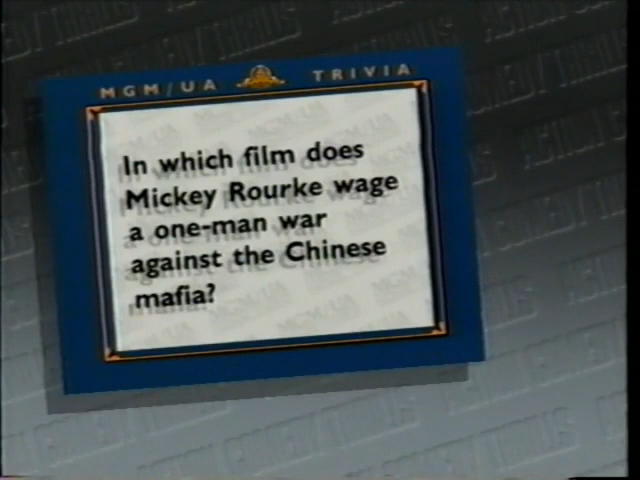 MGM/UA TRIVIA
In which film does
Mickey Rourke wage
a one-man war
against the Chinese
mafia?